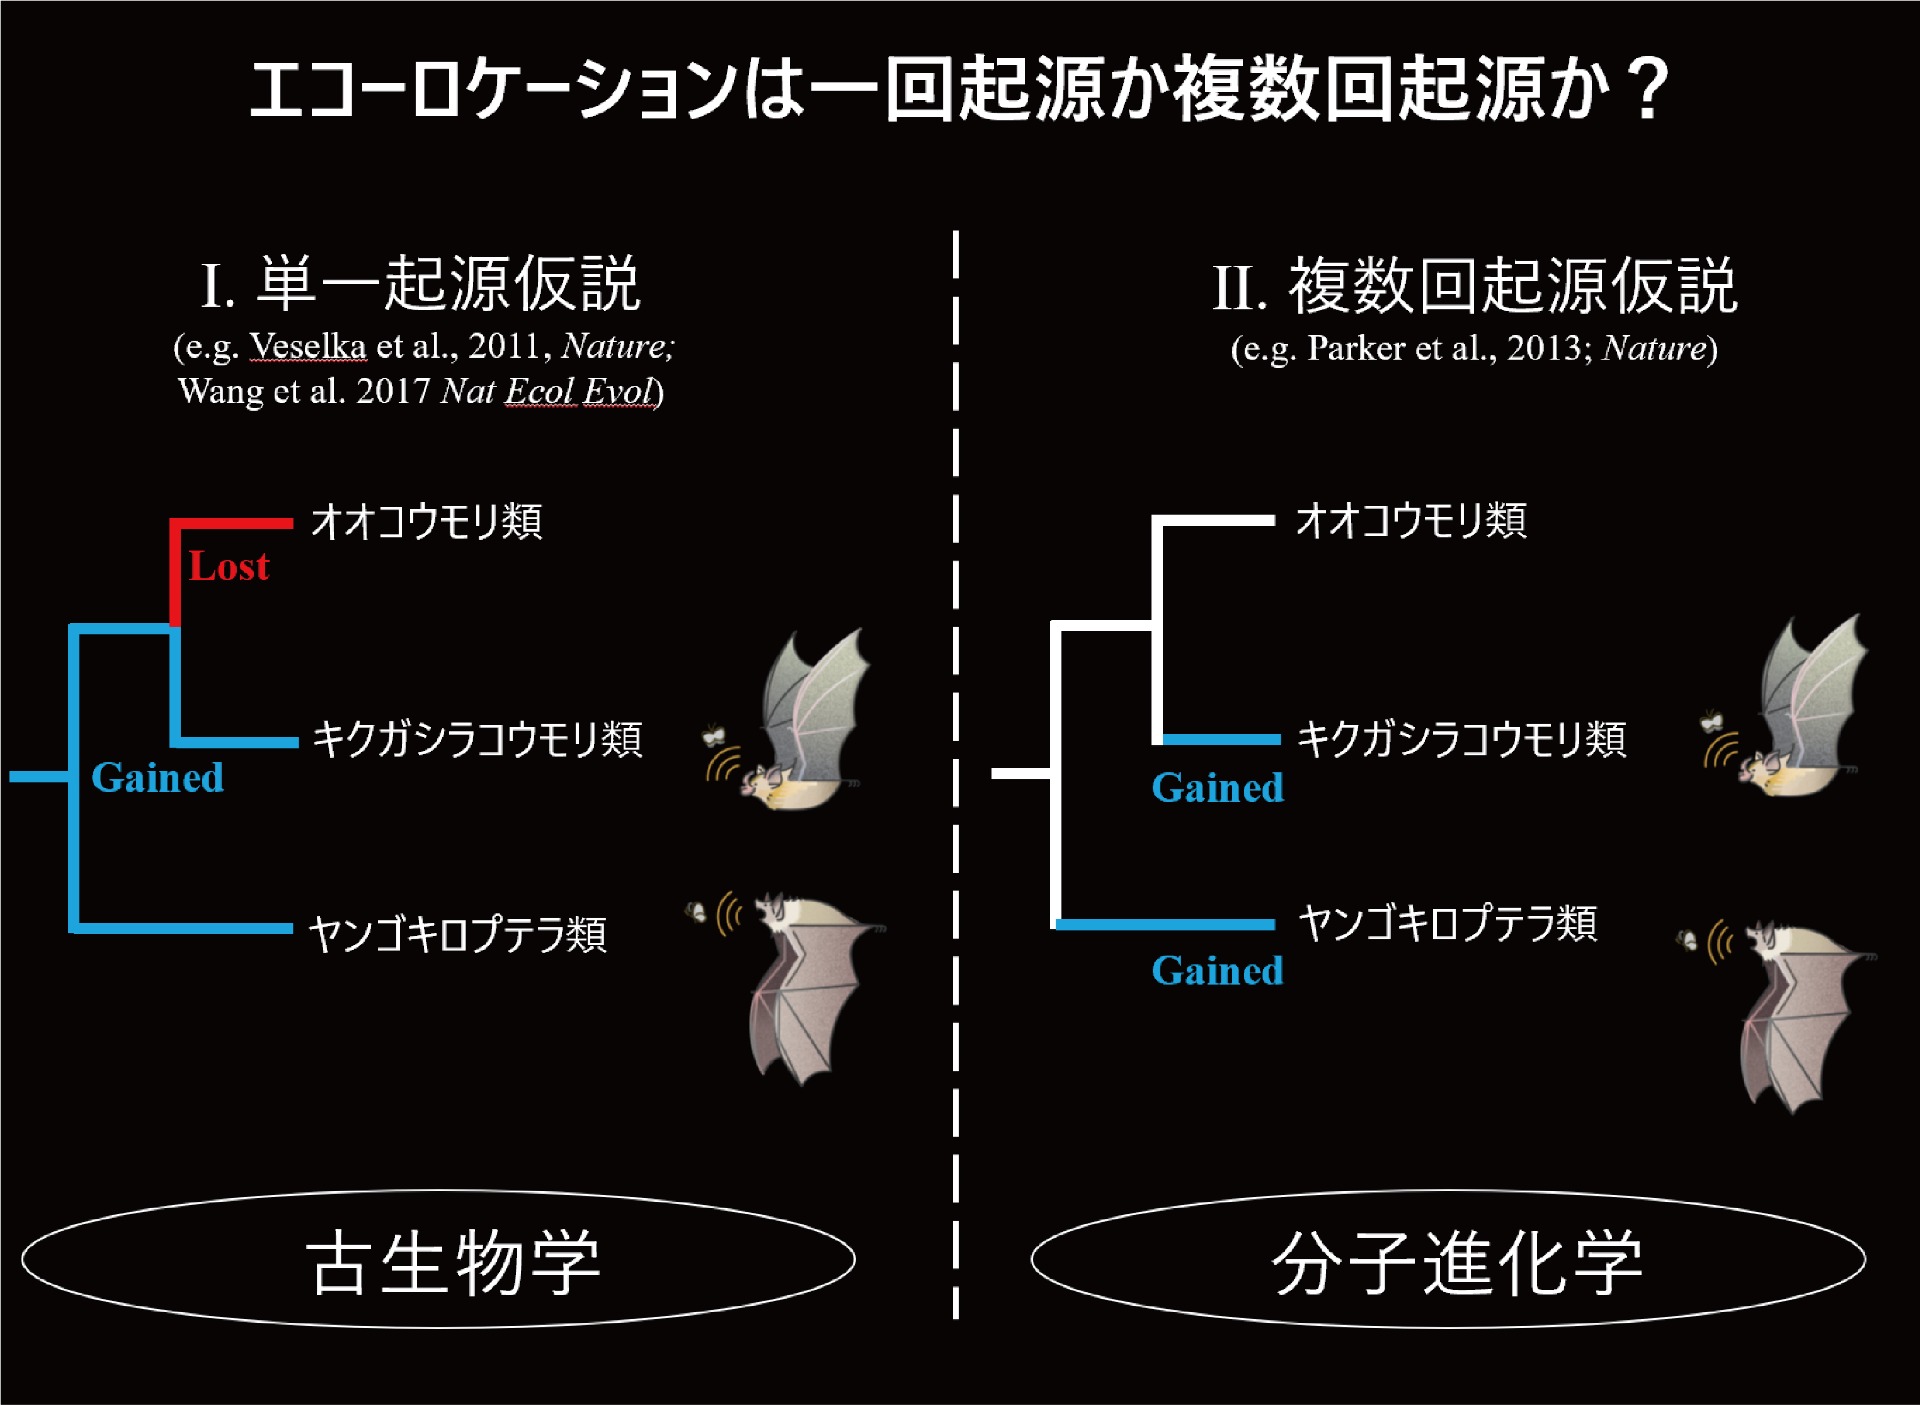 エコーロケーションは一回起源か複数回起源か？
I. 単一起源仮説
(e.g. Veselka et al., 2011, Nature;
Wang et al. 2017 Nat Ecol Evol)
オオコウモリ類
Lost
キクガシラコウモリ類
Gained
ヤンゴキロプテラ類
古生物学
II. 複数回起源仮説
(e.g. Parker et al., 2013; Nature)
オオコウモリ類
キクガシラコウモリ類
Gained
ヤンゴキロプテラ類
Gained
分子進化学